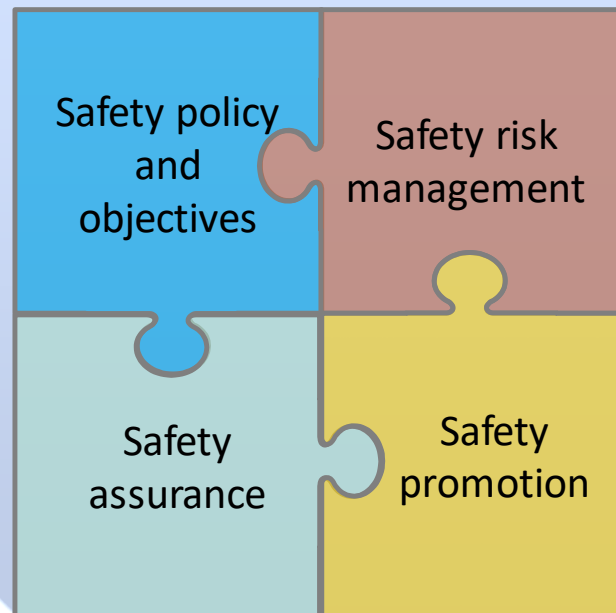 Safety policy
and
objectives
Safety risk
management
Safety
assurance
Safety
promotion